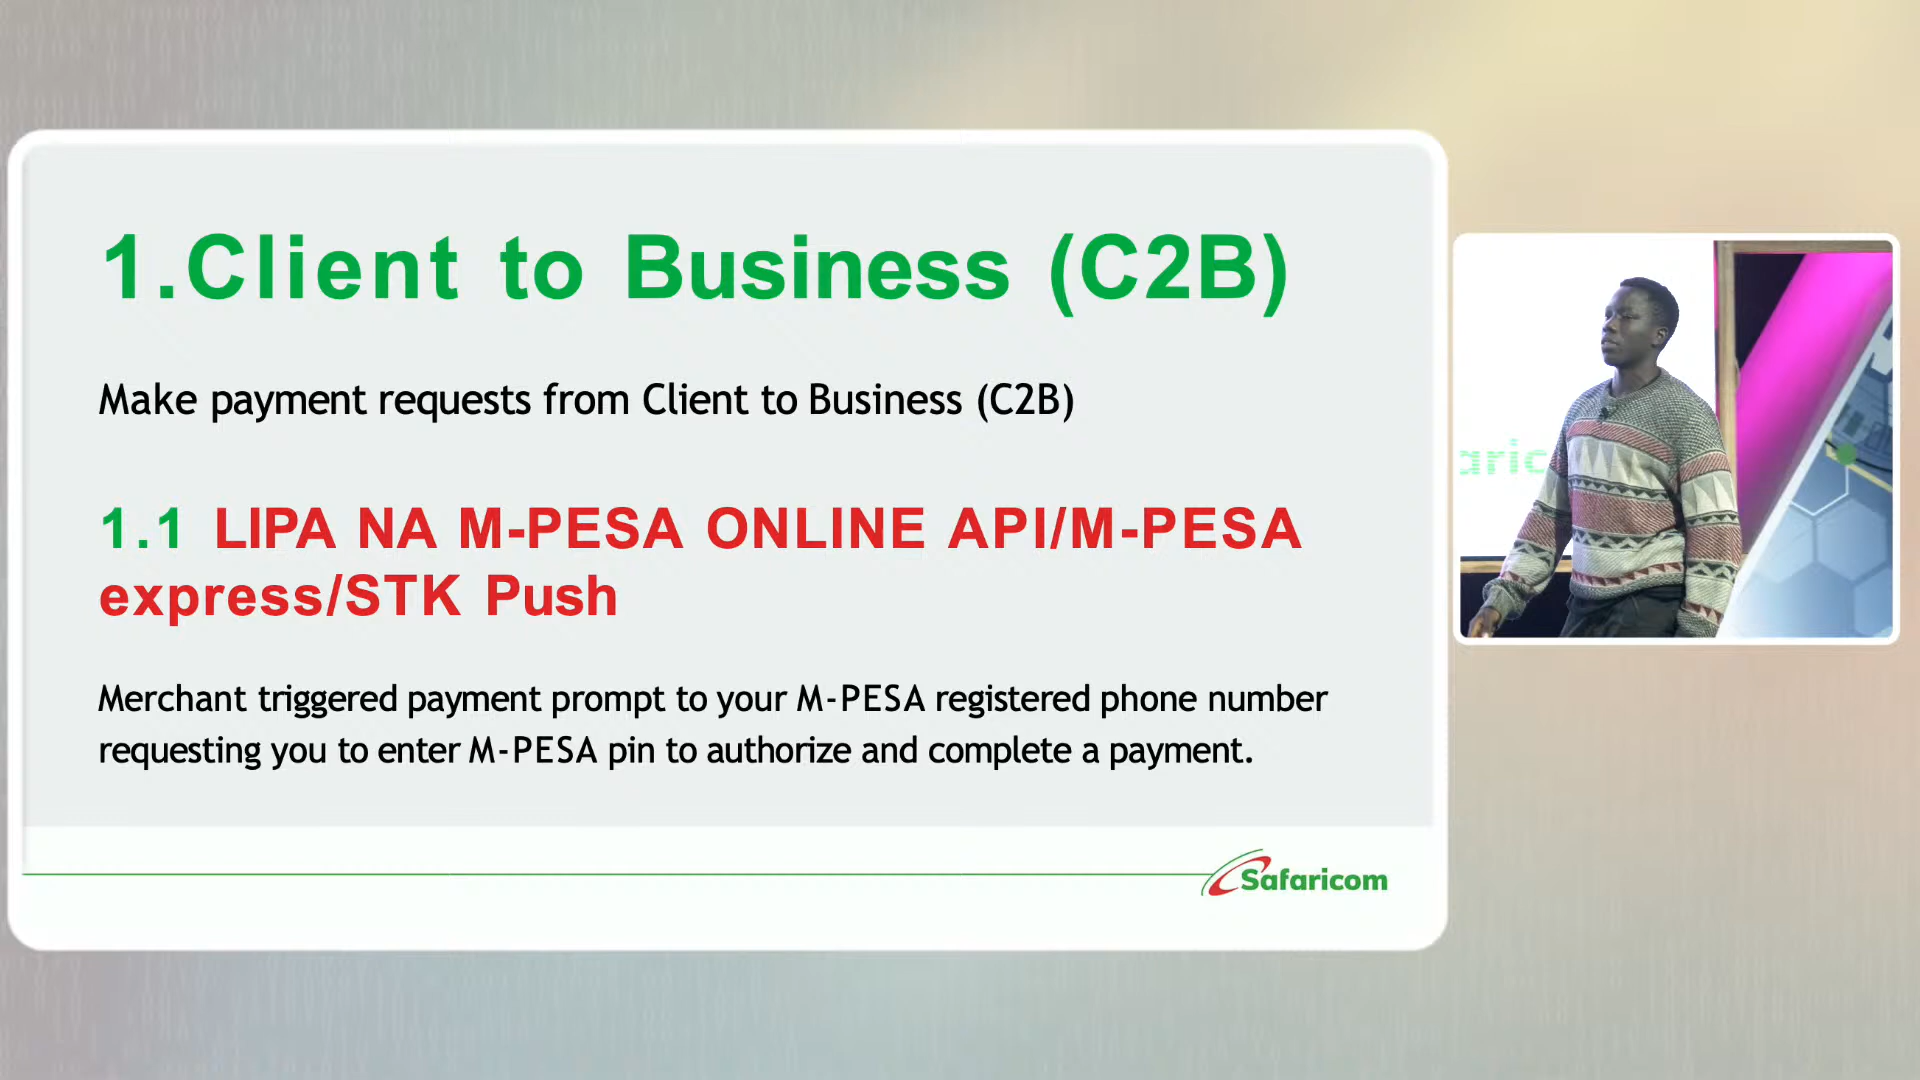 1.Client to Business (C2B)
Make payment requests from Client to Business (C2B)
1.1 LIPA NA M-PESA ONLINE API/M-PESA
express/STK Push
Merchant triggered payment prompt to your M-PESA registered phone number
requesting you to enter M-PESA pin to authorize and complete a payment.
Safaricom
aric